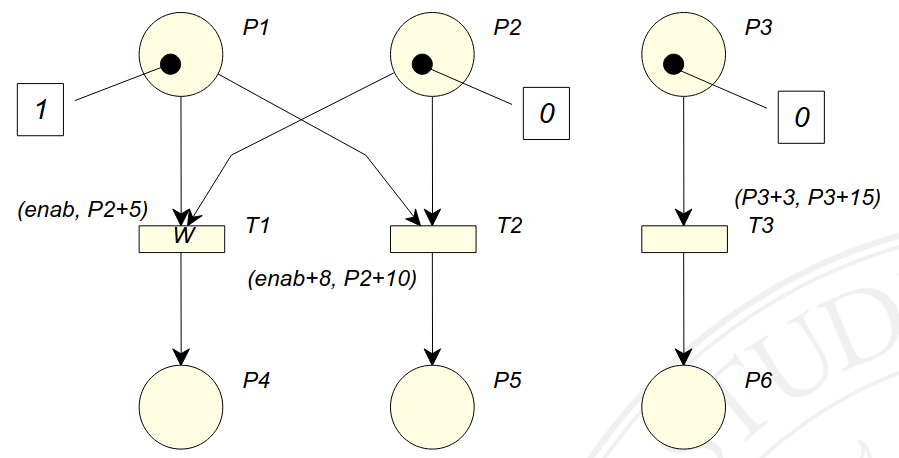 P1
P2
P3
1
0
0
(enab, P2+5)
(P3+3, P3+15)
W
T1
T2
T3
(enab+8, P2+10)
P4
P5
P6
STUD